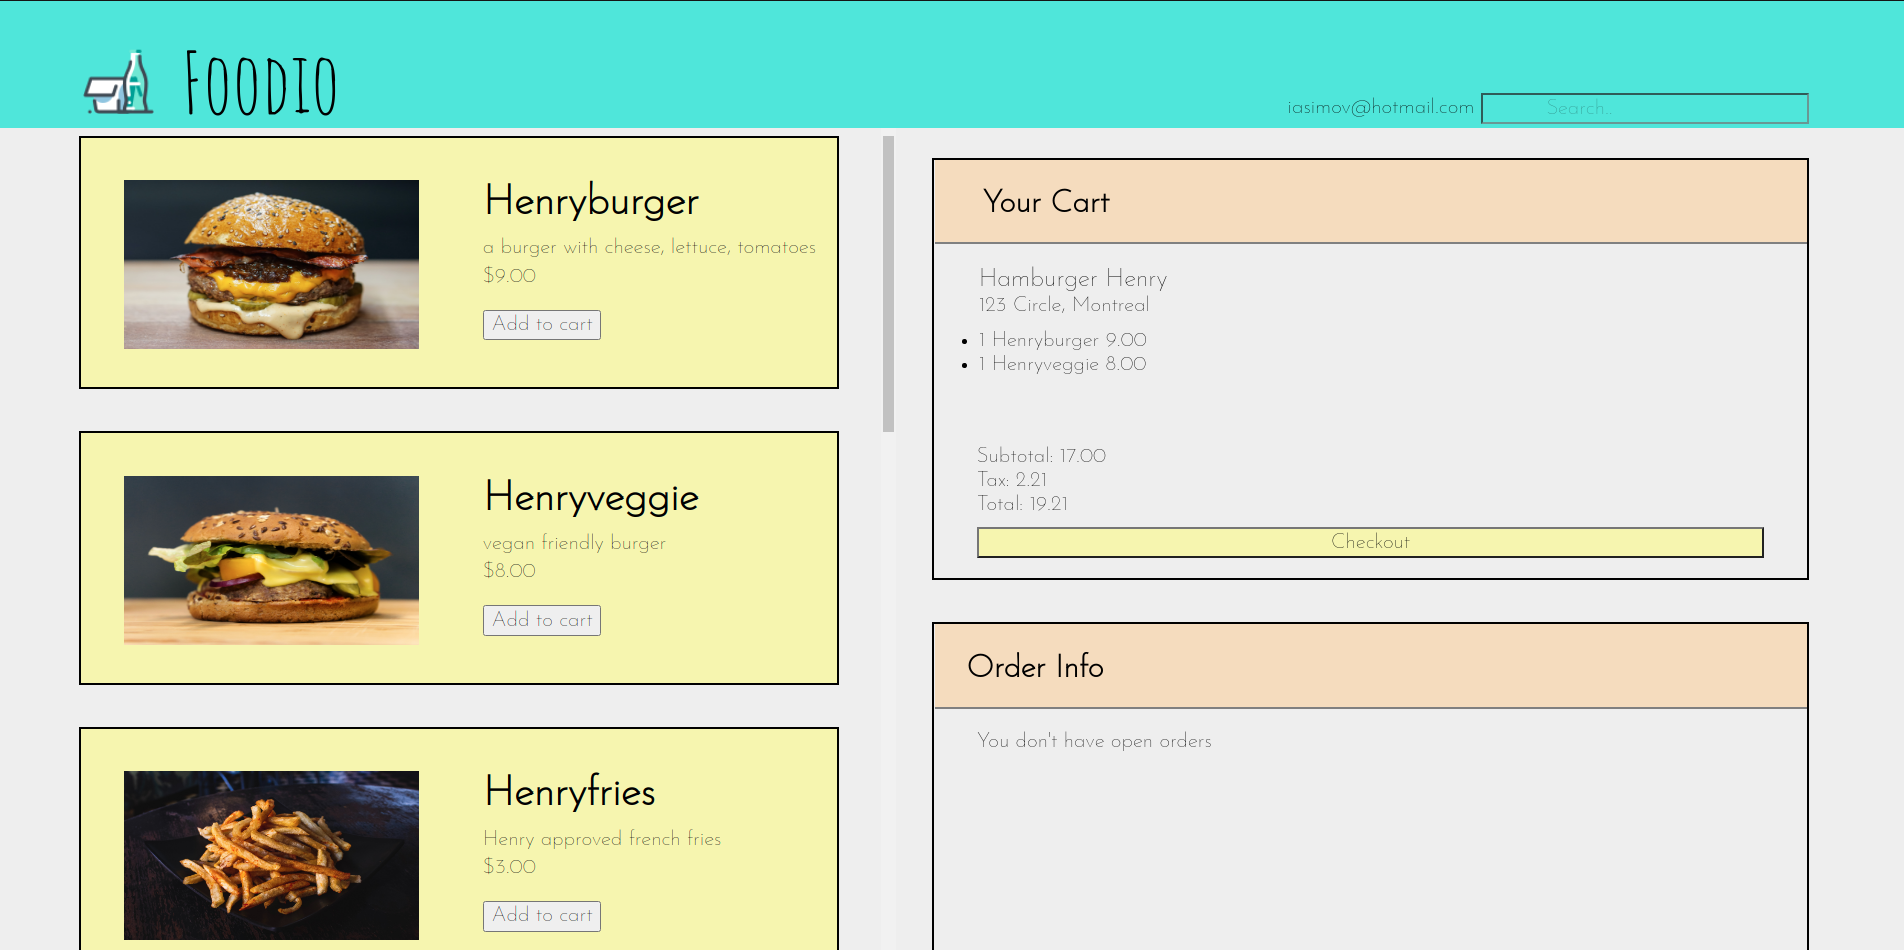 Foodio
iasimov@hotmail.com
Search..
Henryburger
a burger with cheese, lettuce, tomatoes
$9.00
Add to cart
Henryveggie
vegan friendly burger
$8.00
Add to cart
Henryfries
Henry approved french fries
$3.00
Add to cart
Your Cart
Hamburger Henry
123 Circle, Montreal
1 Henryburger 9.00
1 Henryveggie 8.00
Subtotal: 17.00
Tax: 2.21
Total: 19.21
Checkout
Order Info
You don't have open orders